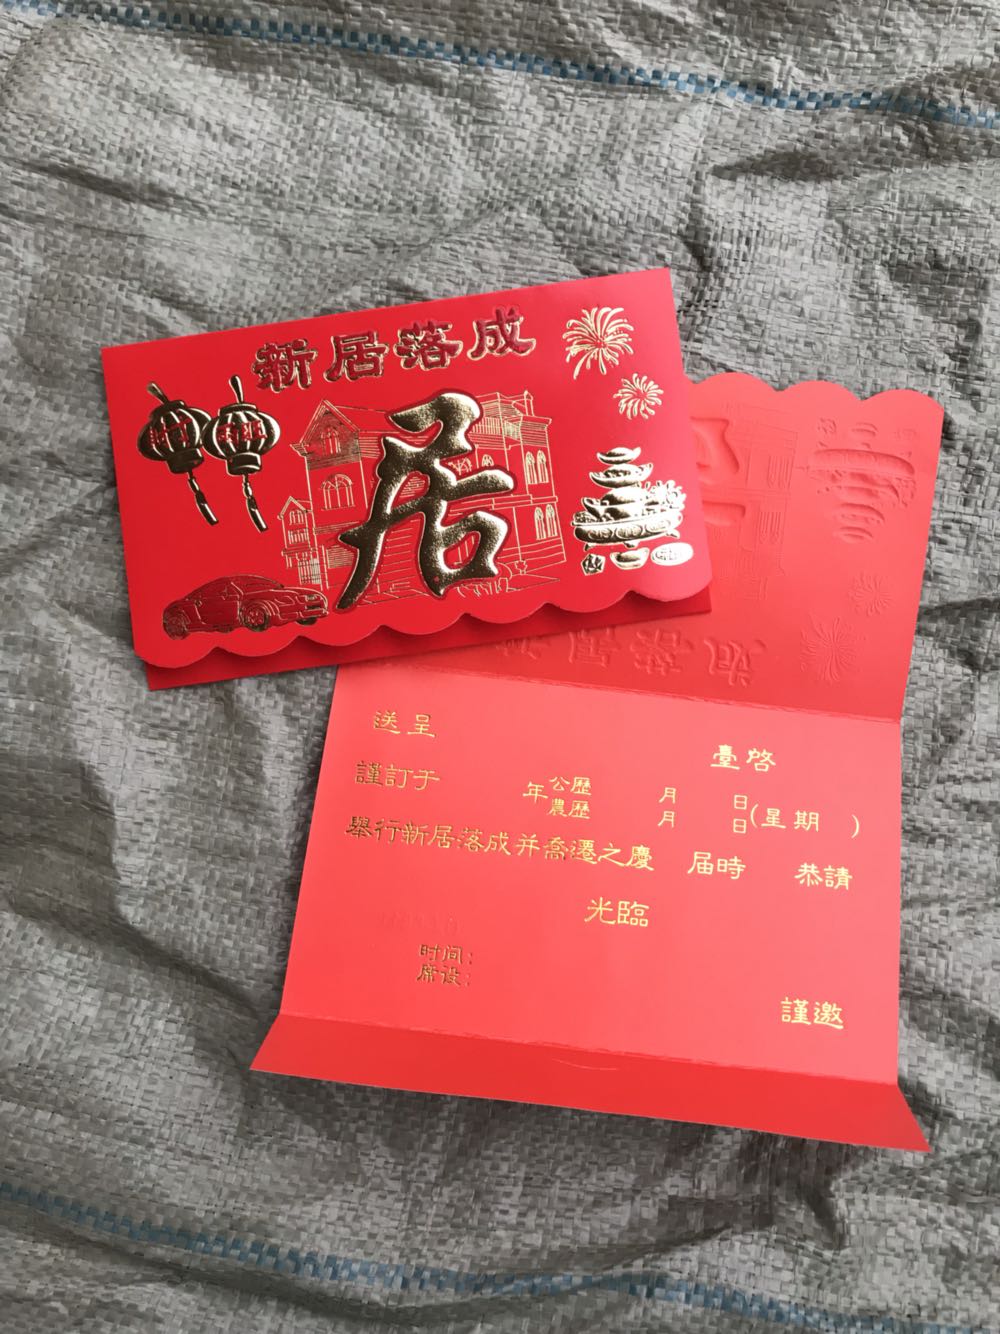 新居落成
居
送呈
臺啓
謹訂于 年 公歷 月 日
農歷 月 日 (星期 )
舉行新居落成并喬遷之慶 届時 恭請
光臨
时间:
席设:
謹邀